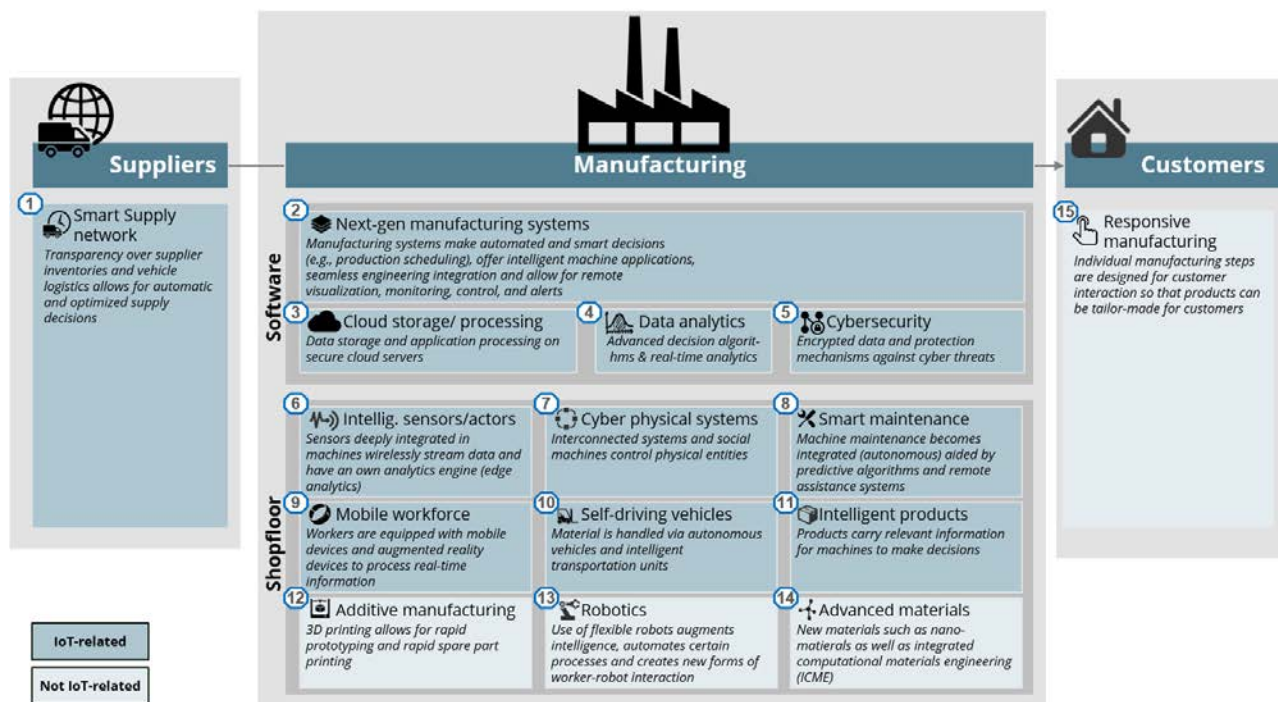 Suppliers
Manufacturing
Customers
1
Smart Supply
network
Transparency over supplier
inventories and vehicle
logistics allows for automatic
and optimized supply
decisions
Software
2
Next-gen manufacturing systems
Manufacturing systems make automated and smart decisions
(e.g., production scheduling), offer intelligent machine applications,
seamless engineering integration and allow for remote
visualization, monitoring, control, and alerts
3
Cloud storage/ processing
Data storage and application processing on
secure cloud servers
4
Data analytics
Advanced decision algorit-
hms & real-time analytics
5
Cybersecurity
Encrypted data and protection
mechanisms against cyber threats
Shopfloor
6
Intellig. sensors/actors
Sensors deeply integrated in
machines wirelessly stream data and
have an own analytics engine (edge
analytics)
7
Cyber physical systems
Interconnected systems and social
machines control physical entities
8
Smart maintenance
Machine maintenance becomes
integrated (autonomous) aided by
predictive algorithms and remote
assistance systems
9
Mobile workforce
Workers are equipped with mobile
devices and augmented reality
devices to process real-time
information
10
Self-driving vehicles
Material is handled via autonomous
vehicles and intelligent
transportation units
11
Intelligent products
Products carry relevant information
for machines to make decisions
12
Additive manufacturing
3D printing allows for rapid
prototyping and rapid spare part
printing
13
Robotics
Use of flexible robots augments
intelligence, automates certain
processes and creates new forms of
worker-robot interaction
14
Advanced materials
New materials such as nano-
matierals as well as integrated
computational materials engineering
(ICME)
15
Responsive
manufacturing
Individual manufacturing steps
are designed for customer
interaction so that products can
be tailor-made for customers
IoT-related
Not IoT-related